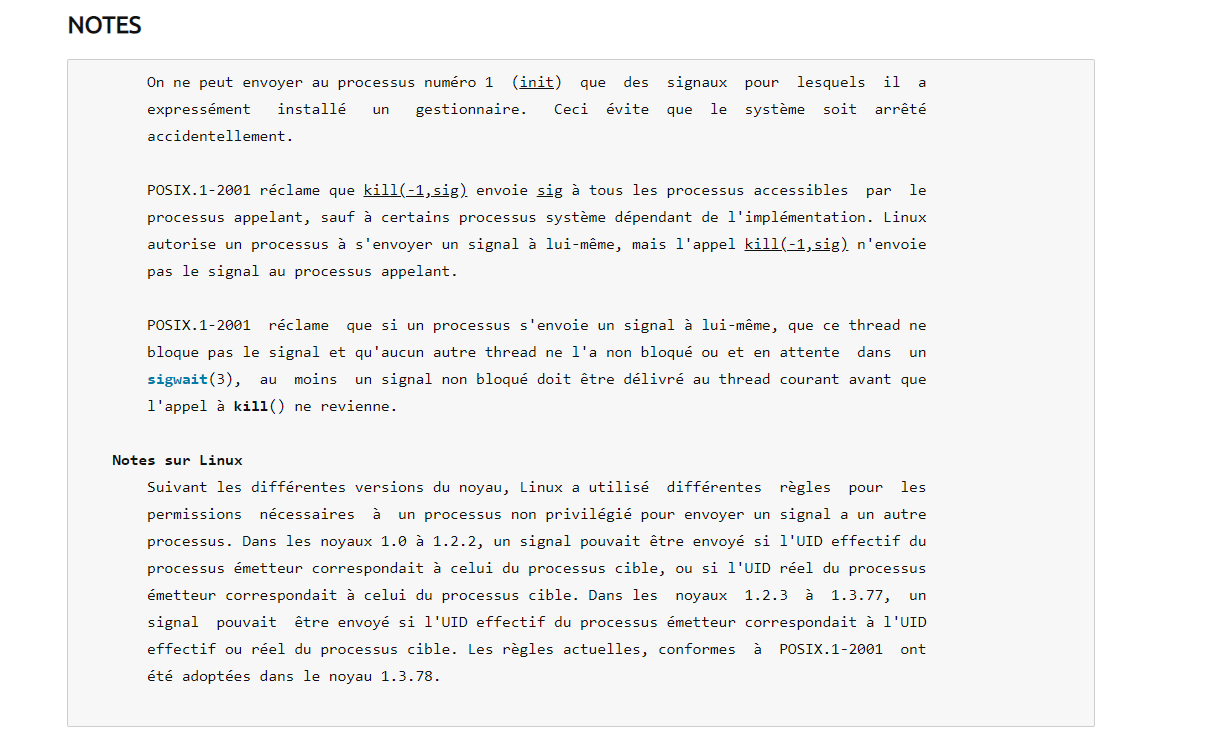 NOTES
On ne peut envoyer au processus numéro 1 (init) que des signaux pour lesquels il a
expressément installé un gestionnaire. Ceci évite que le système soit arrêté
accidentellement.
POSIX.1-2001 réclame que kill(-1,sig) envoie sig à tous les processus accessibles par le
processus appelant, sauf à certains processus système dépendant de l'implémentation. Linux
autorise un processus à s'envoyer un signal à lui-même, mais l'appel kill(-1,sig) n'envoie
pas le signal au processus appelant.
POSIX.1-2001 réclame que si un processus s'envoie un signal à lui-même, que ce thread ne
bloque pas le signal et qu'aucun autre thread ne l'a non bloqué ou et en attente dans un
sigwait(3), au moins un signal non bloqué doit être délivré au thread courant avant que
l'appel à kill() ne revienne.
Notes sur Linux
Suivant les différentes versions du noyau, Linux a utilisé différentes règles pour les
permissions nécessaires à un processus non privilégié pour envoyer un signal a un autre
processus. Dans les noyaux 1.0 à 1.2.2, un signal pouvait être envoyé si l'UID effectif du
processus émetteur correspondait à celui du processus cible, ou si l'UID réel du processus
émetteur correspondait à celui du processus cible. Dans les noyaux 1.2.3 à 1.3.77, un
signal pouvait être envoyé si l'UID effectif du processus émetteur correspondait à l'UID
effectif ou réel du processus cible. Les règles actuelles, conformes à POSIX.1-2001 ont
été adoptées dans le noyau 1.3.78.